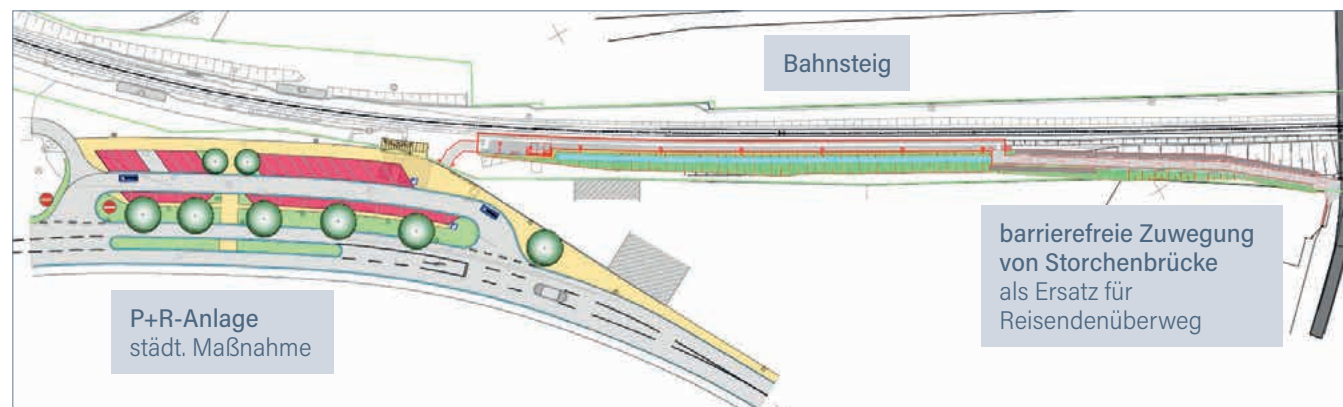 Bahnsteig
barrierefreie Zuwegung
von Storchenbrücke
als Ersatz für
Reisendenüberweg
P+R-Anlage
städt. Maßnahme